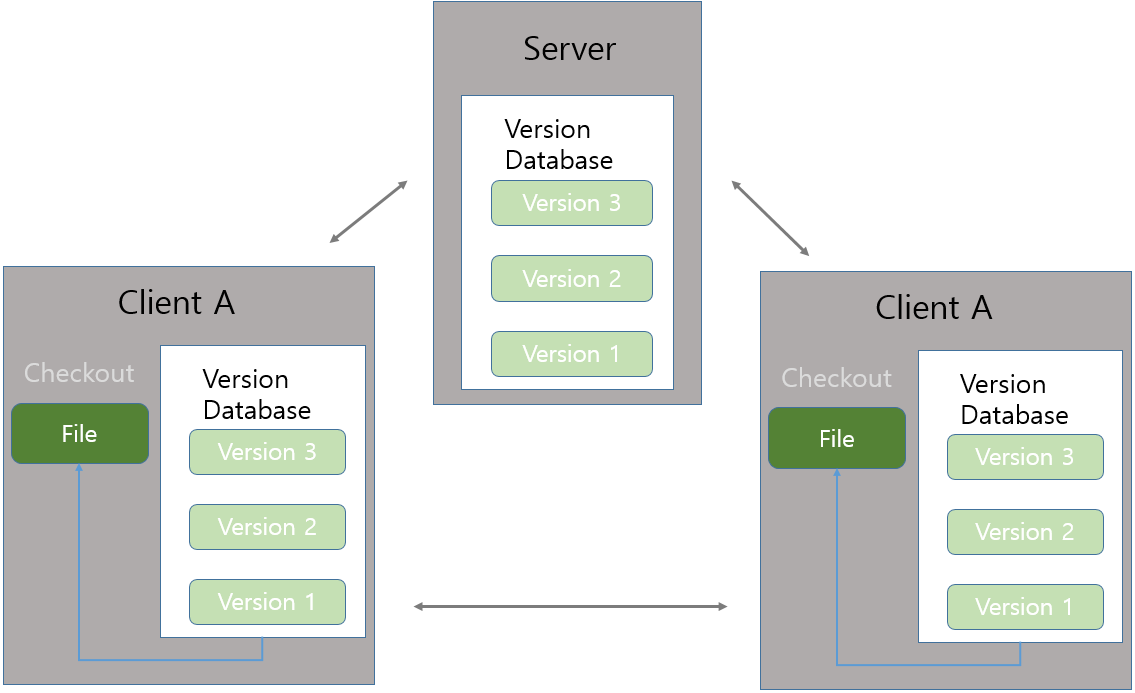 Server
Version
Database
Version 3
Version 2
Version 1
Client A
Checkout
File
Version
Database
Version 3
Version 2
Version 1
Client A
Checkout
File
Version
Database
Version 3
Version 2
Version 1